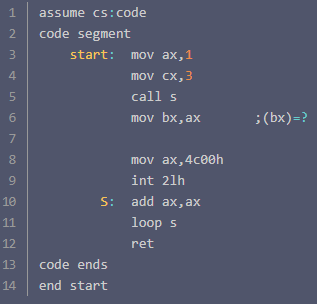 1 assume cs:code
2 code segment
3     start:  mov ax,1
4             mov cx,3
5             call s
6             mov bx,ax       ;(bx)=?
7
8             mov ax,4c00h
9             int 2lh
10         S:  add ax,ax
11            loop s
12            ret
13 code ends
14 end start